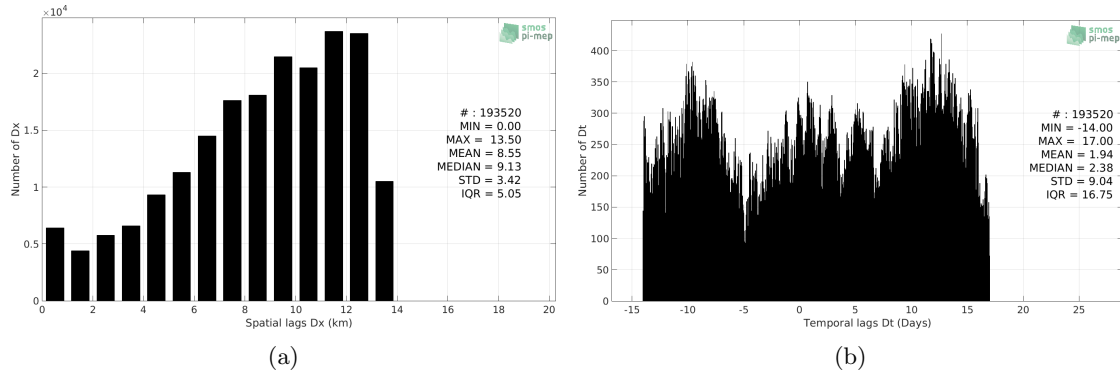 ×10⁴
2
1.5
1
0.5
0
Number of Dx
0 2 4 6 8 10 12 14 16 18 20
Spatial lags Dx (km)
smos
pi-mep
# : 193520
MIN = 0.00
MAX = 13.50
MEAN = 8.55
MEDIAN = 9.13
STD = 3.42
IQR = 5.05
(a)
400
350
300
250
200
150
100
50
0
Number of Dt
-15 -10 -5 0 5 10 15 20 25
Temporal lags Dt (Days)
smos
pi-mep
# : 193520
MIN = -14.00
MAX = 17.00
MEAN = 1.94
MEDIAN = 2.38
STD = 9.04
IQR = 16.75
(b)